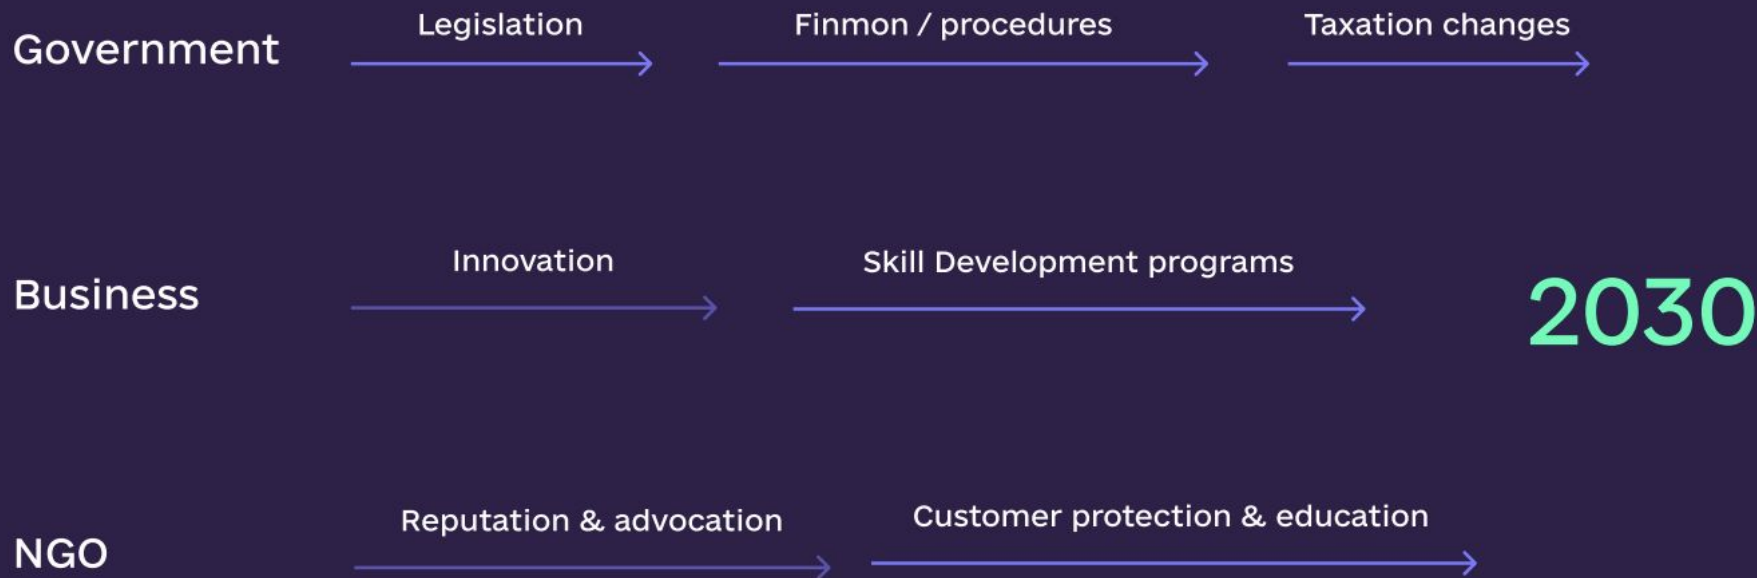 Government
Legislation
Finmon / procedures
Taxation changes
Business
Innovation
Skill Development programs
2030
NGO
Reputation & advocation
Customer protection & education